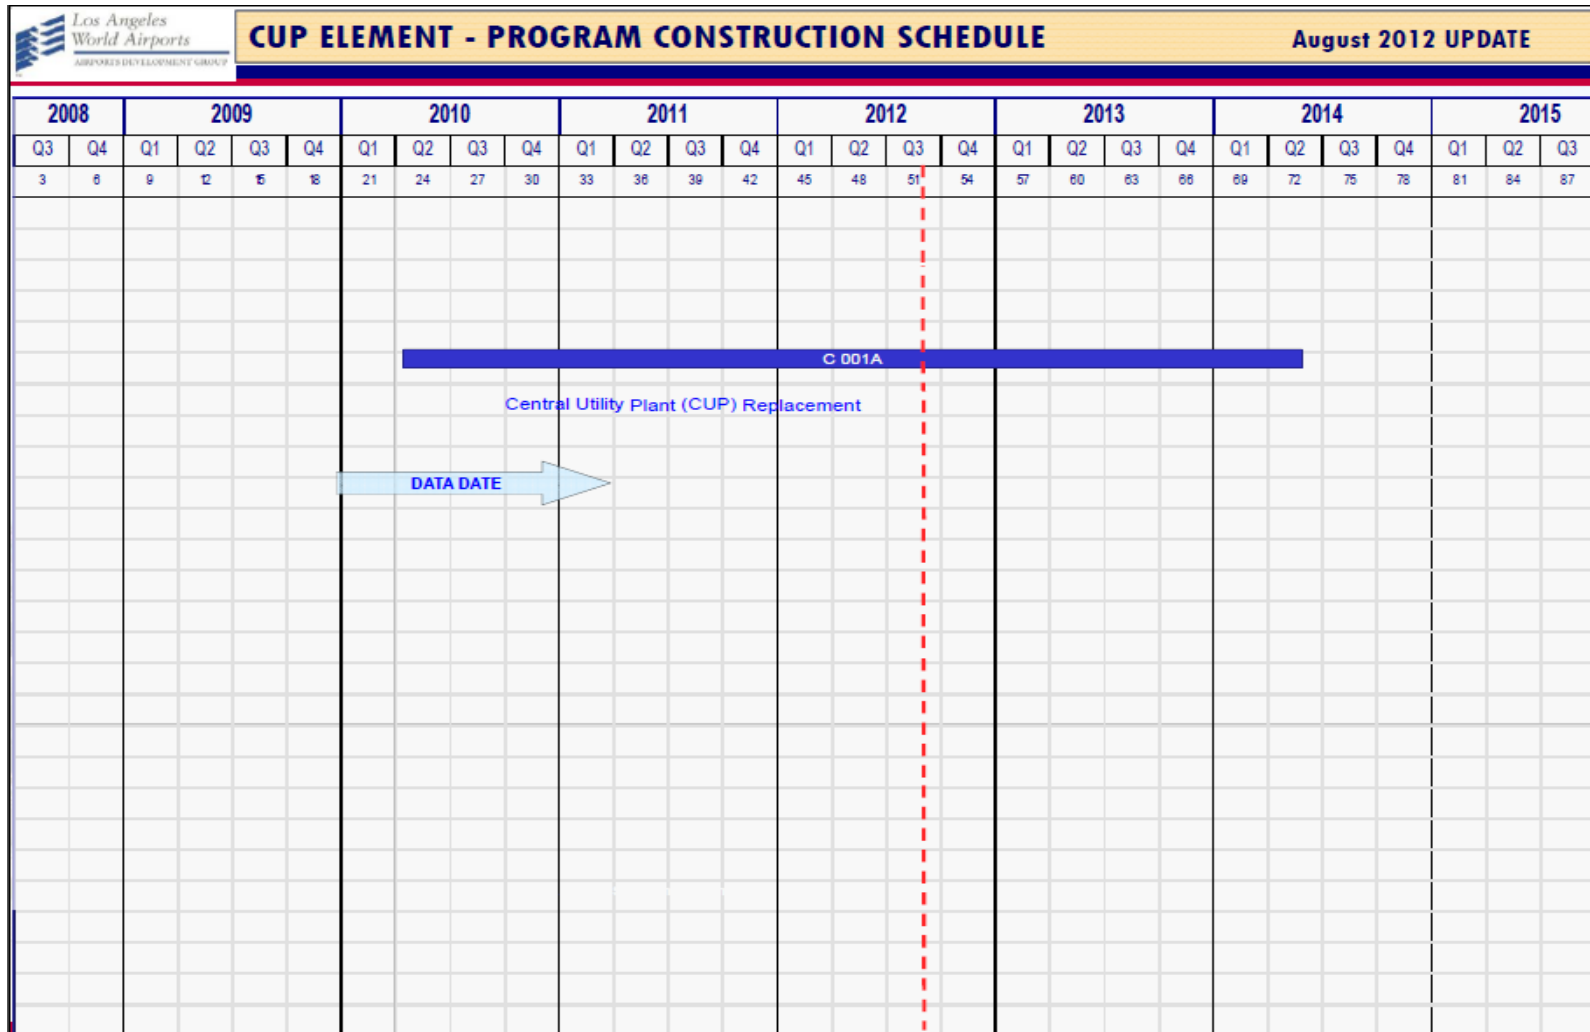 Los Angeles
World Airports
AIRPORTS DEVELOPMENT GROUP
CUP ELEMENT - PROGRAM CONSTRUCTION SCHEDULE
August 2012 UPDATE
2008 2009 2010 2011 2012 2013 2014 2015
Q3 Q4 Q1 Q2 Q3 Q4 Q1 Q2 Q3 Q4 Q1 Q2 Q3 Q4 Q1 Q2 Q3 Q4 Q1 Q2 Q3 Q4 Q1 Q2 Q3 Q4 Q1 Q2 Q3
3 6 9 12 15 18 21 24 27 30 33 36 39 42 45 48 51 54 57 60 63 66 69 72 75 78 81 84 87
C 001A
Central Utility Plant (CUP) Replacement
DATA DATE